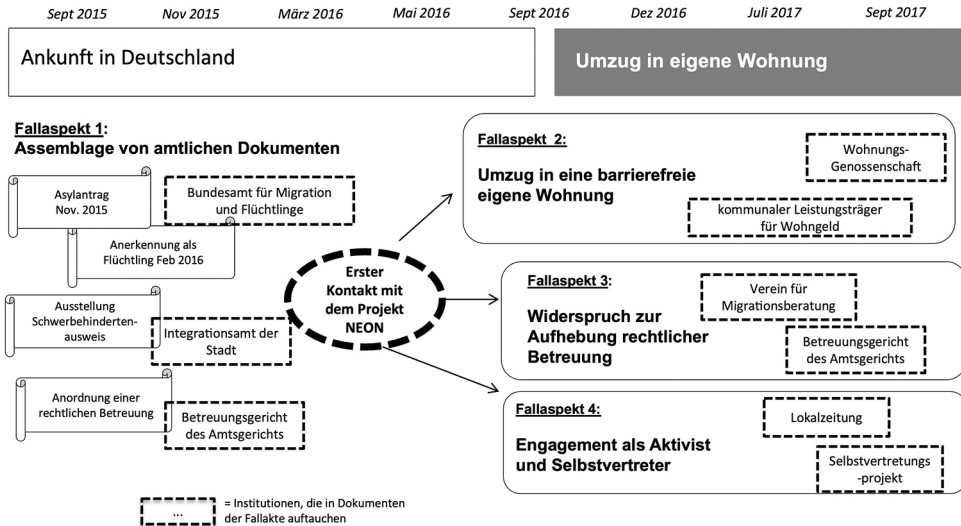 Sept 2015 Nov 2015 März 2016 Mai 2016 Sept 2016 Dez 2016 Juli 2017 Sept 2017
Ankunft in Deutschland
Umzug in eigene Wohnung
Fallaspekt 1:
Assemblage von amtlichen Dokumenten
Asylantrag
Nov. 2015
Bundesamt für Migration
und Flüchtlinge
Anerkennung als
Flüchtling Feb 2016
Ausstellung
Schwerbehinderten-
ausweis
Integrationsamt der
Stadt
Anordnung einer
rechtlichen Betreuung
Betreuungsgericht
des Amtsgerichts
Erster
Kontakt mit
dem Projekt
NEON
Fallaspekt 2:
Umzug in eine barrierefreie
eigene Wohnung
Wohnungs-
Genossenschaft
kommunaler Leistungsträger
für Wohngeld
Fallaspekt 3:
Widerspruch zur
Aufhebung rechtlicher
Betreuung
Verein für
Migrationsberatung
Betreuungsgericht
des Amtsgerichts
Fallaspekt 4:
Engagement als Aktivist
und Selbstvertreter
Lokalzeitung
Selbstvertretungs
-projekt
...
= Institutionen, die in Dokumenten
der Fallakte auftauchen